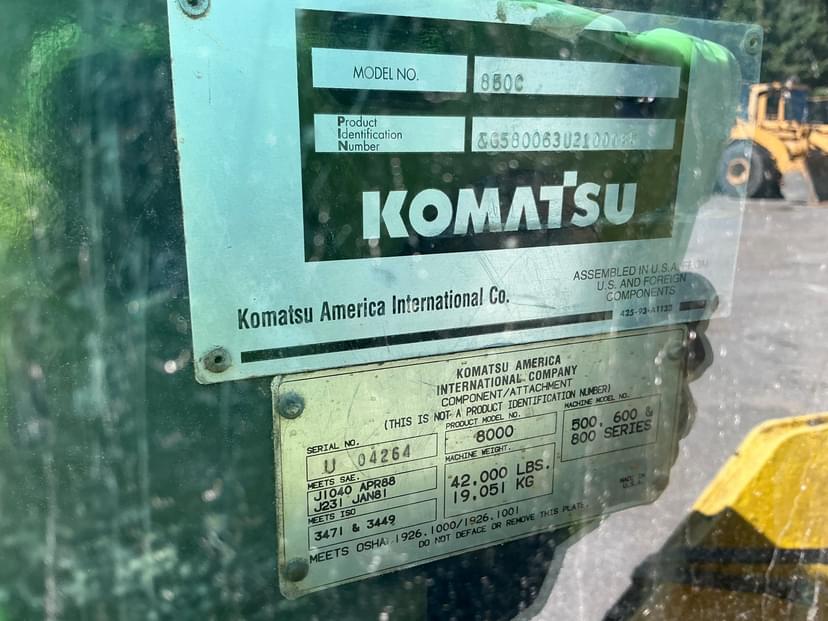 MODEL NO.
850C
Product
Identification
Number
KOMATSU
Komatsu America International Co.
ASSEMBLED IN U.S.A. FROM
U.S. AND FOREIGN
COMPONENTS
KOMATSU AMERICA
INTERNATIONAL COMPANY
COMPONENT/ATTACHMENT
(THIS IS NOT A PRODUCT IDENTIFICATION NUMBER)
SERIAL NO.
U 04264
PRODUCT MODEL NO.
8000
MACHINE MODEL NO.
500, 600 &
800 SERIES
MEETS SAE.
J1040 APR88
J231 JAN81
MACHINE WEIGHT.
42,000 LBS.
19,051 KG
MEETS ISO
3471 & 3449
MADE IN
U.S.A.
MEETS OSHA: 1926.1000/1926.1001
DO NOT DEFACE OR REMOVE THIS PLATE.